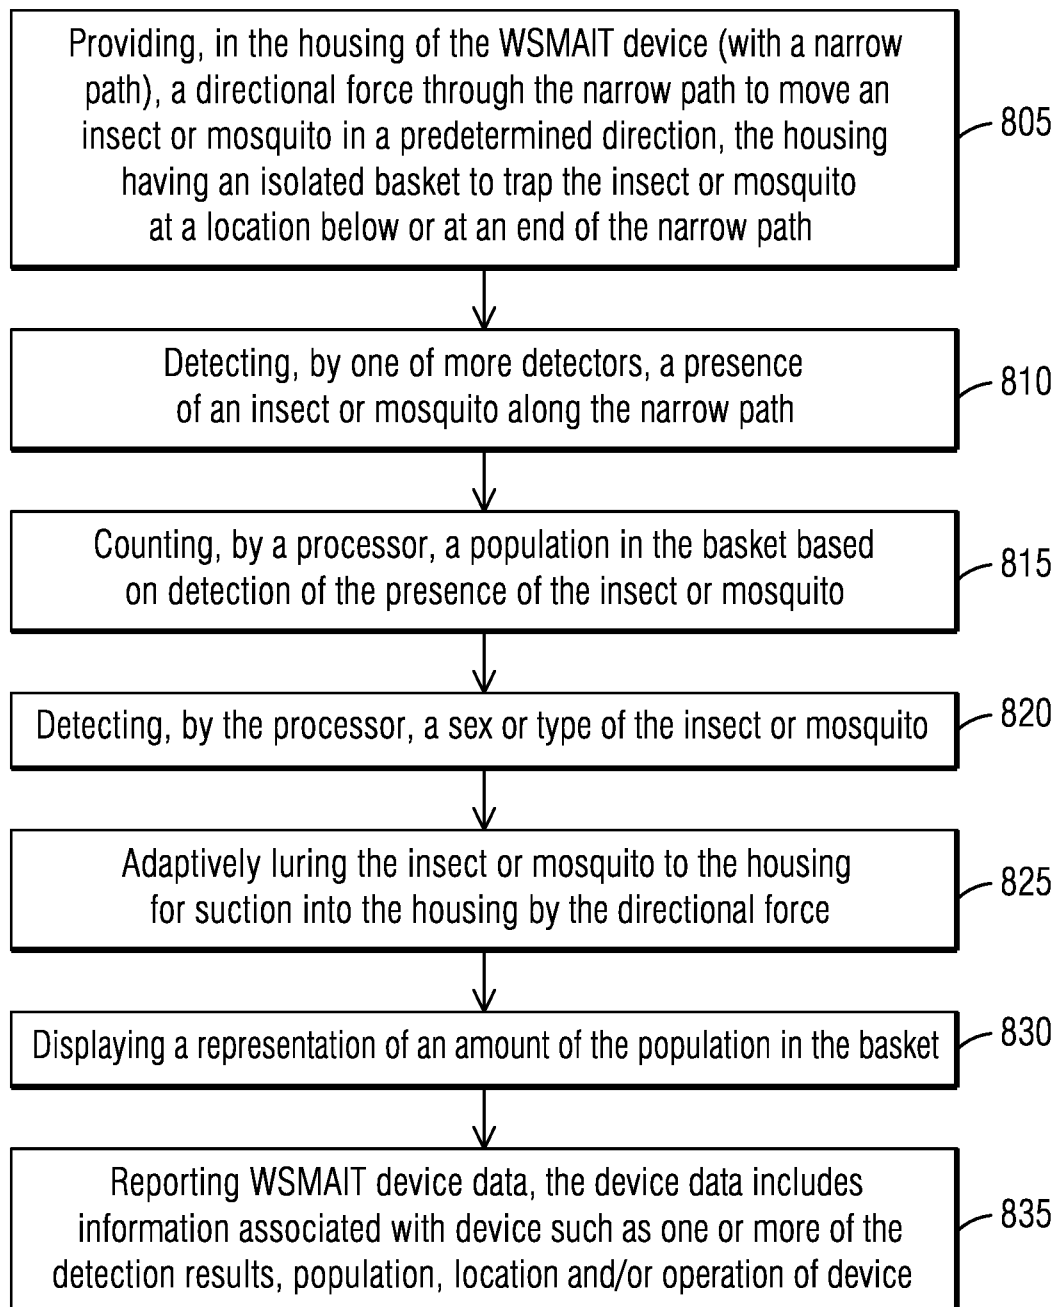 Providing, in the housing of the WSMAIT device (with a narrow
path), a directional force through the narrow path to move an
insect or mosquito in a predetermined direction, the housing
having an isolated basket to trap the insect or mosquito
at a location below or at an end of the narrow path
805
Detecting, by one of more detectors, a presence
of an insect or mosquito along the narrow path
810
Counting, by a processor, a population in the basket based
on detection of the presence of the insect or mosquito
815
Detecting, by the processor, a sex or type of the insect or mosquito
820
Adaptively luring the insect or mosquito to the housing
for suction into the housing by the directional force
825
Displaying a representation of an amount of the population in the basket
830
Reporting WSMAIT device data, the device data includes
information associated with device such as one or more of the
detection results, population, location and/or operation of device
835